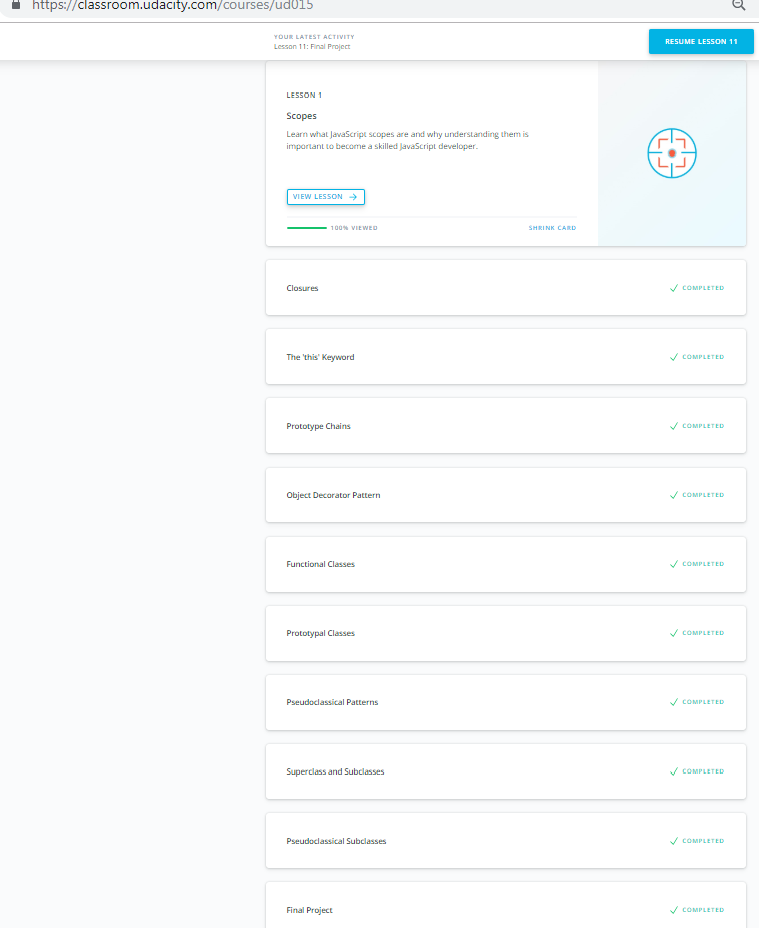 https://classroom.udacity.com/courses/ud015
YOUR LATEST ACTIVITY
Lesson 11: Final Project
RESUME LESSON 11
LESSON 1
Scopes
Learn what JavaScript scopes are and why understanding them is
important to become a skilled JavaScript developer.
VIEW LESSON
100% VIEWED
SHRINK CARD
Closures
COMPLETED
The 'this' Keyword
COMPLETED
Prototype Chains
COMPLETED
Object Decorator Pattern
COMPLETED
Functional Classes
COMPLETED
Prototypal Classes
COMPLETED
Pseudoclassical Patterns
COMPLETED
Superclass and Subclasses
COMPLETED
Pseudoclassical Subclasses
COMPLETED
Final Project
COMPLETED